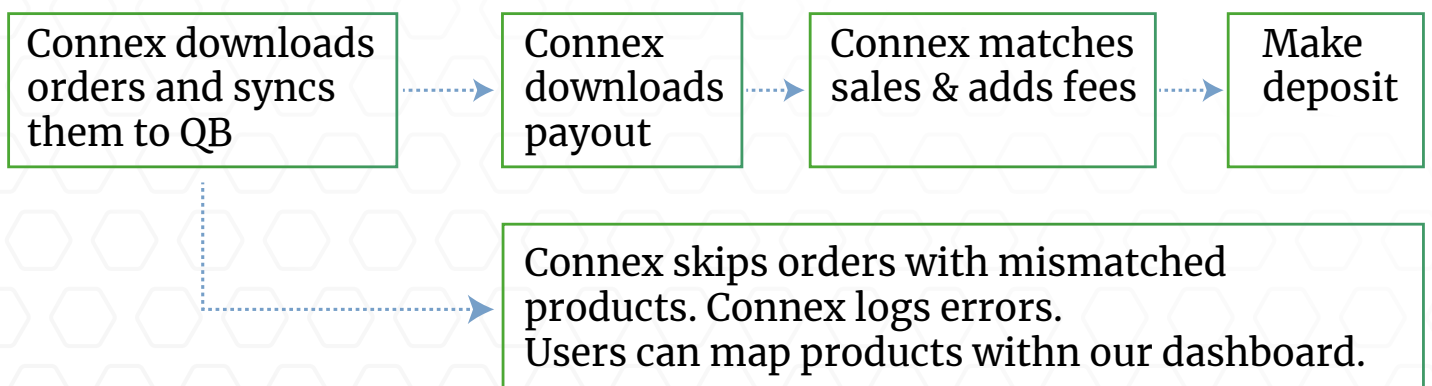 Connex downloads
orders and syncs
them to QB
Connex
downloads
payout
Connex matches
sales & adds fees
Make
deposit
Connex skips orders with mismatched
products. Connex logs errors.
Users can map products withn our dashboard.